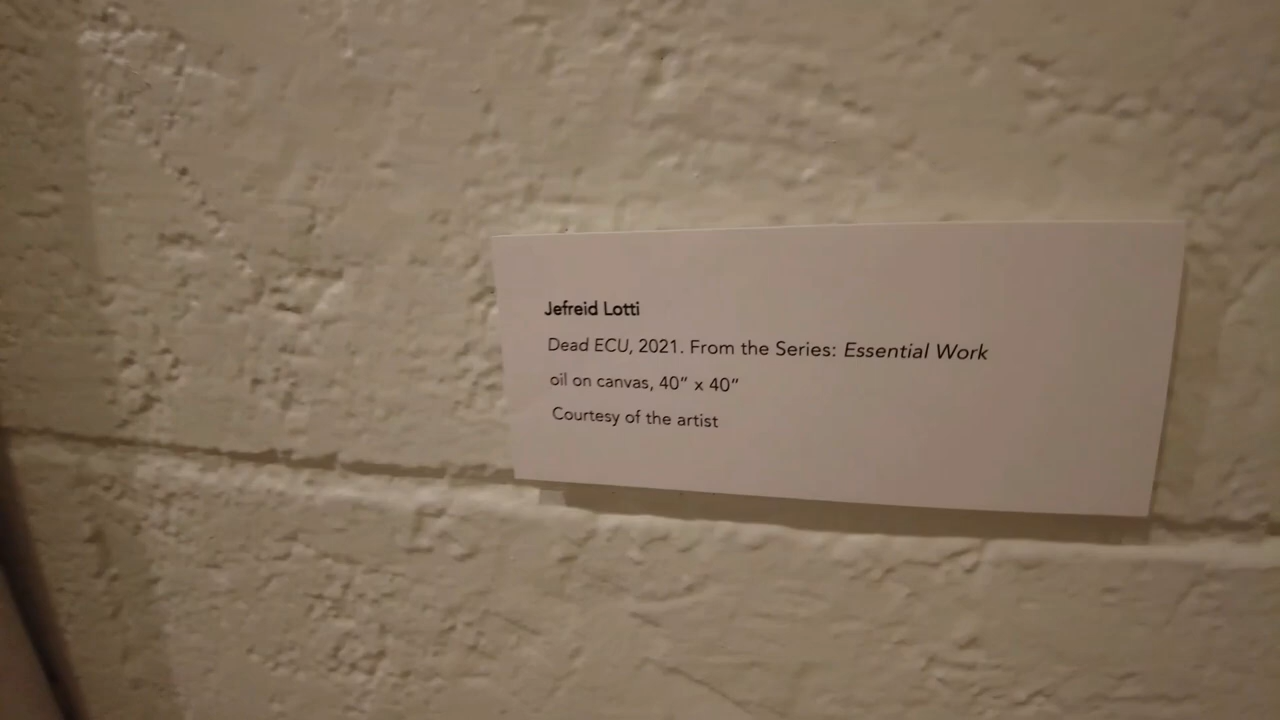 Jefreid Lotti
Dead ECU, 2021. From the Series: Essential Work
oil on canvas, 40” x 40”
Courtesy of the artist